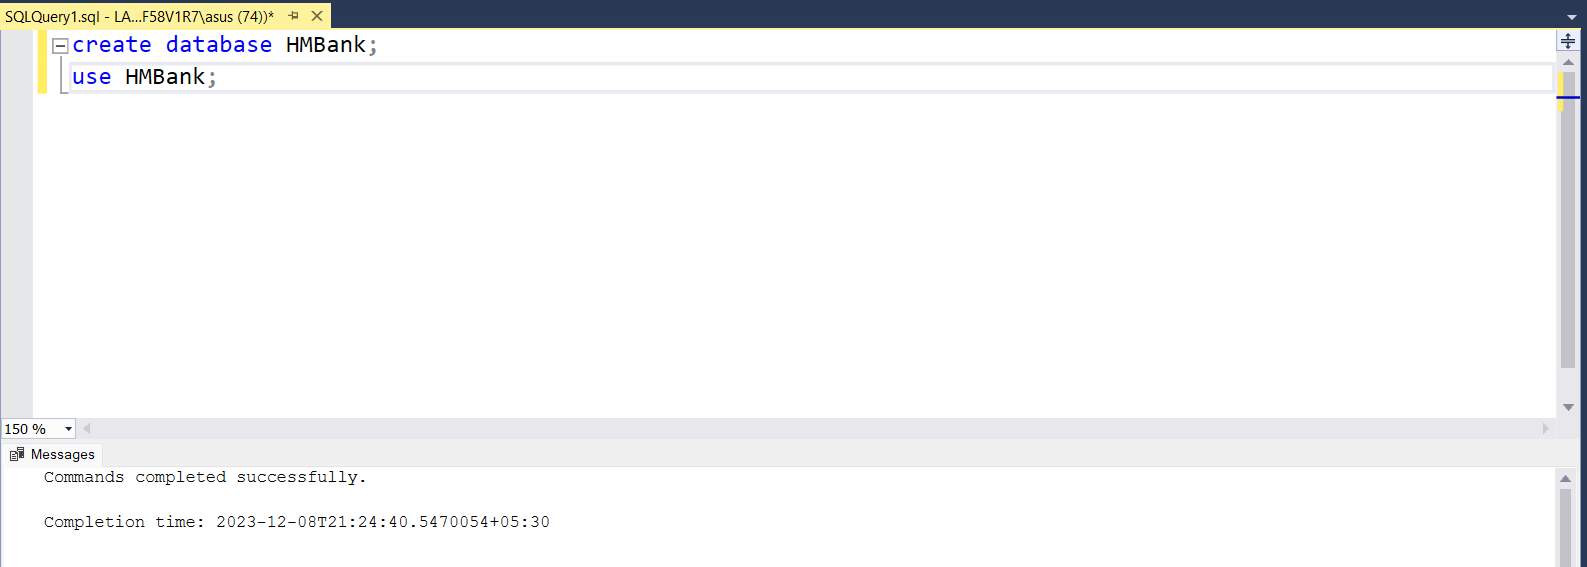 SQLQuery1.sql - LA...F58V1R7\asus (74))*
create database HMBank;
use HMBank;
150 %
Messages
Commands completed successfully.
Completion time: 2023-12-08T21:24:40.5470054+05:30